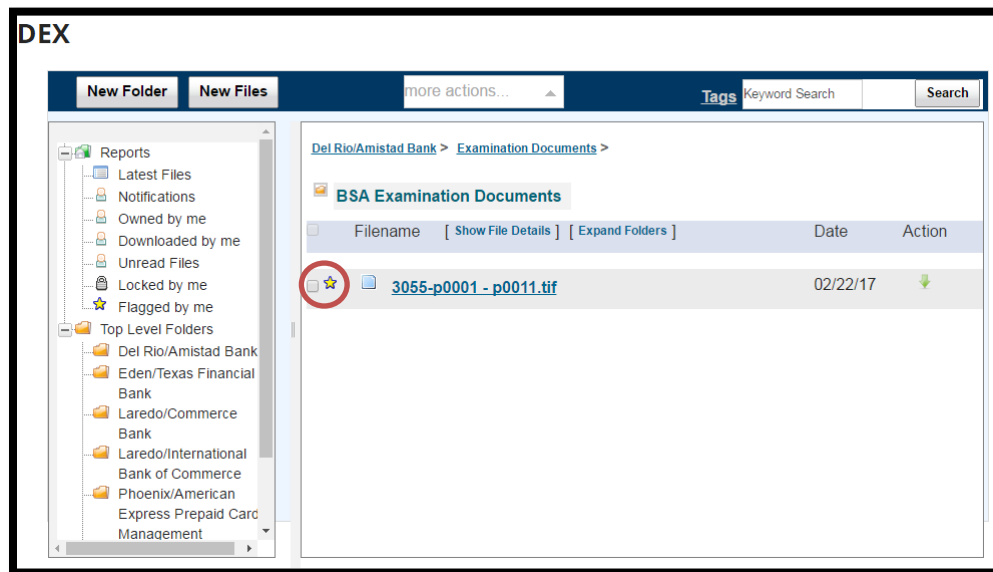 DEX
New Folder New Files more actions... Tags Keyword Search Search
Reports
Latest Files
Notifications
Owned by me
Downloaded by me
Unread Files
Locked by me
Flagged by me
Top Level Folders
Del Rio/Amistad Bank
Eden/Texas Financial
Bank
Laredo/Commerce
Bank
Laredo/International
Bank of Commerce
Phoenix/American
Express Prepaid Card
Management
Del Rio/Amistad Bank > Examination Documents >
BSA Examination Documents
Filename [ Show File Details ] [ Expand Folders ] Date Action
3055-p0001 - p0011.tif 02/22/17